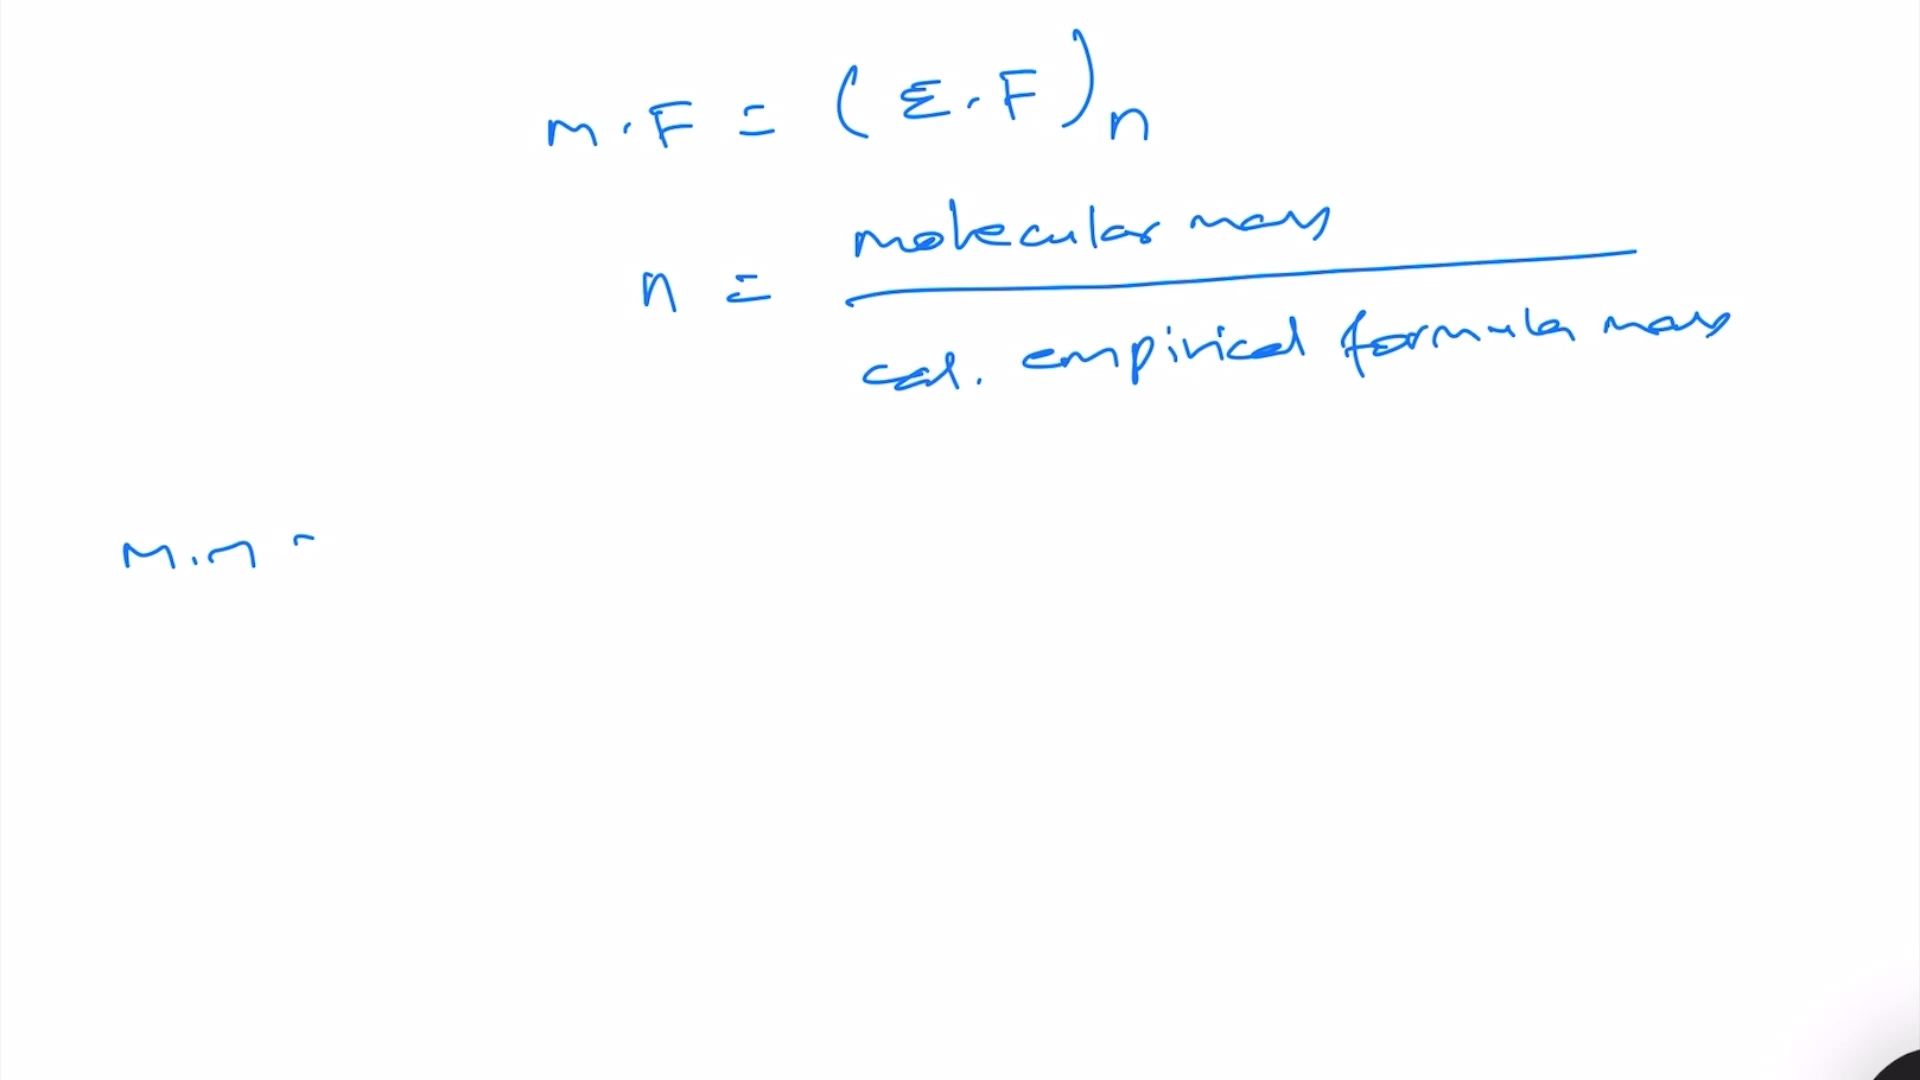 m.F = (E.F)n
n = molecular mass
cal. empirical formula mass
M.m -